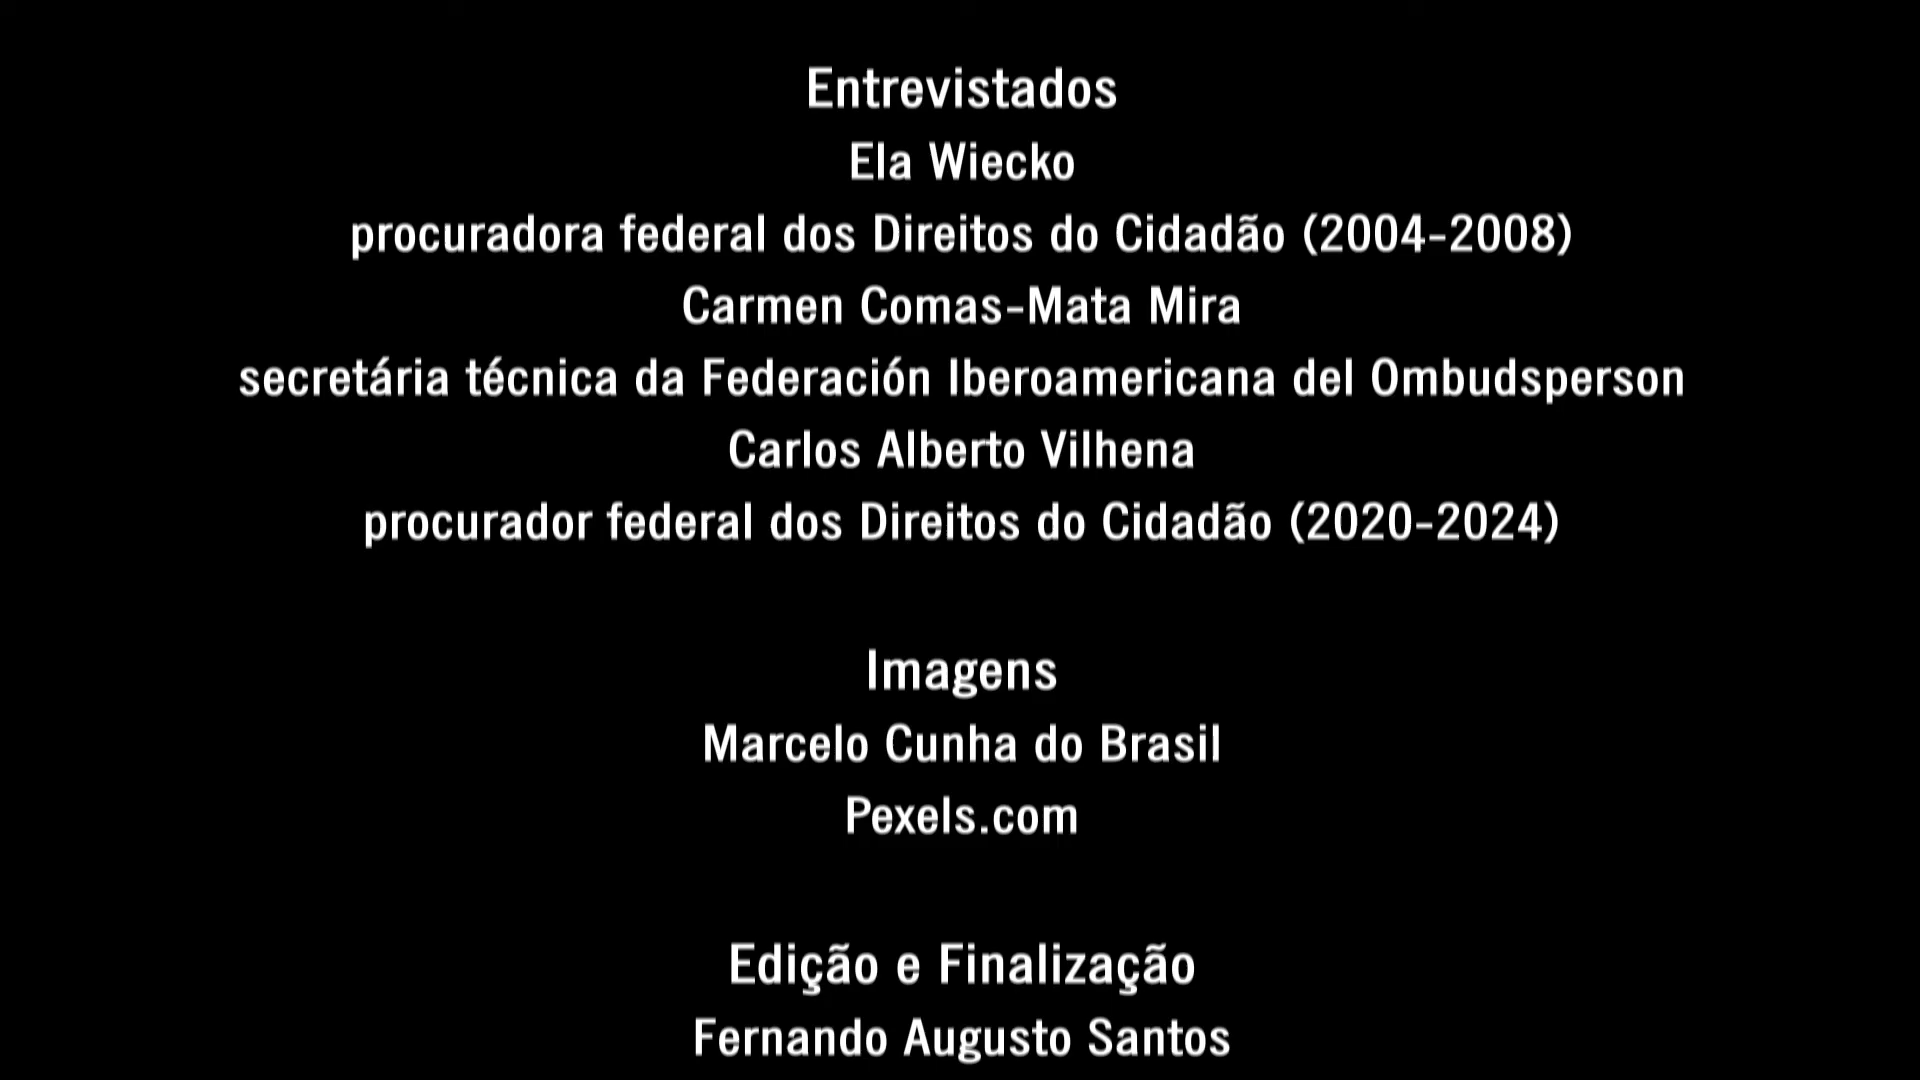 Entrevistados
Ela Wiecko
procuradora federal dos Direitos do Cidadão (2004-2008)
Carmen Comas-Mata Mira
secretária técnica da Federación Iberoamericana del Ombudsperson
Carlos Alberto Vilhena
procurador federal dos Direitos do Cidadão (2020-2024)
Imagens
Marcelo Cunha do Brasil
Pexels.com
Edição e Finalização
Fernando Augusto Santos